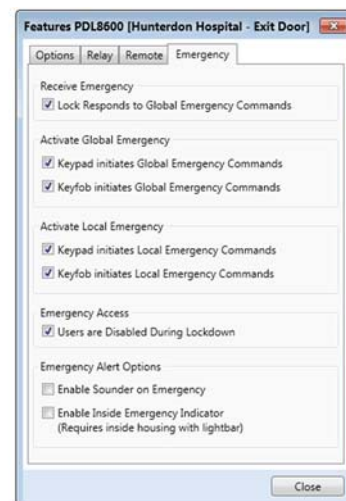 Features PDL8600 [Hunterdon Hospital - Exit Door]
Options Relay Remote Emergency
Receive Emergency
Lock Responds to Global Emergency Commands
Activate Global Emergency
Keypad initiates Global Emergency Commands
Keyfob initiates Global Emergency Commands
Activate Local Emergency
Keypad initiates Local Emergency Commands
Keyfob initiates Local Emergency Commands
Emergency Access
Users are Disabled During Lockdown
Emergency Alert Options
Enable Sounder on Emergency
Enable Inside Emergency Indicator
(Requires inside housing with lightbar)
Close